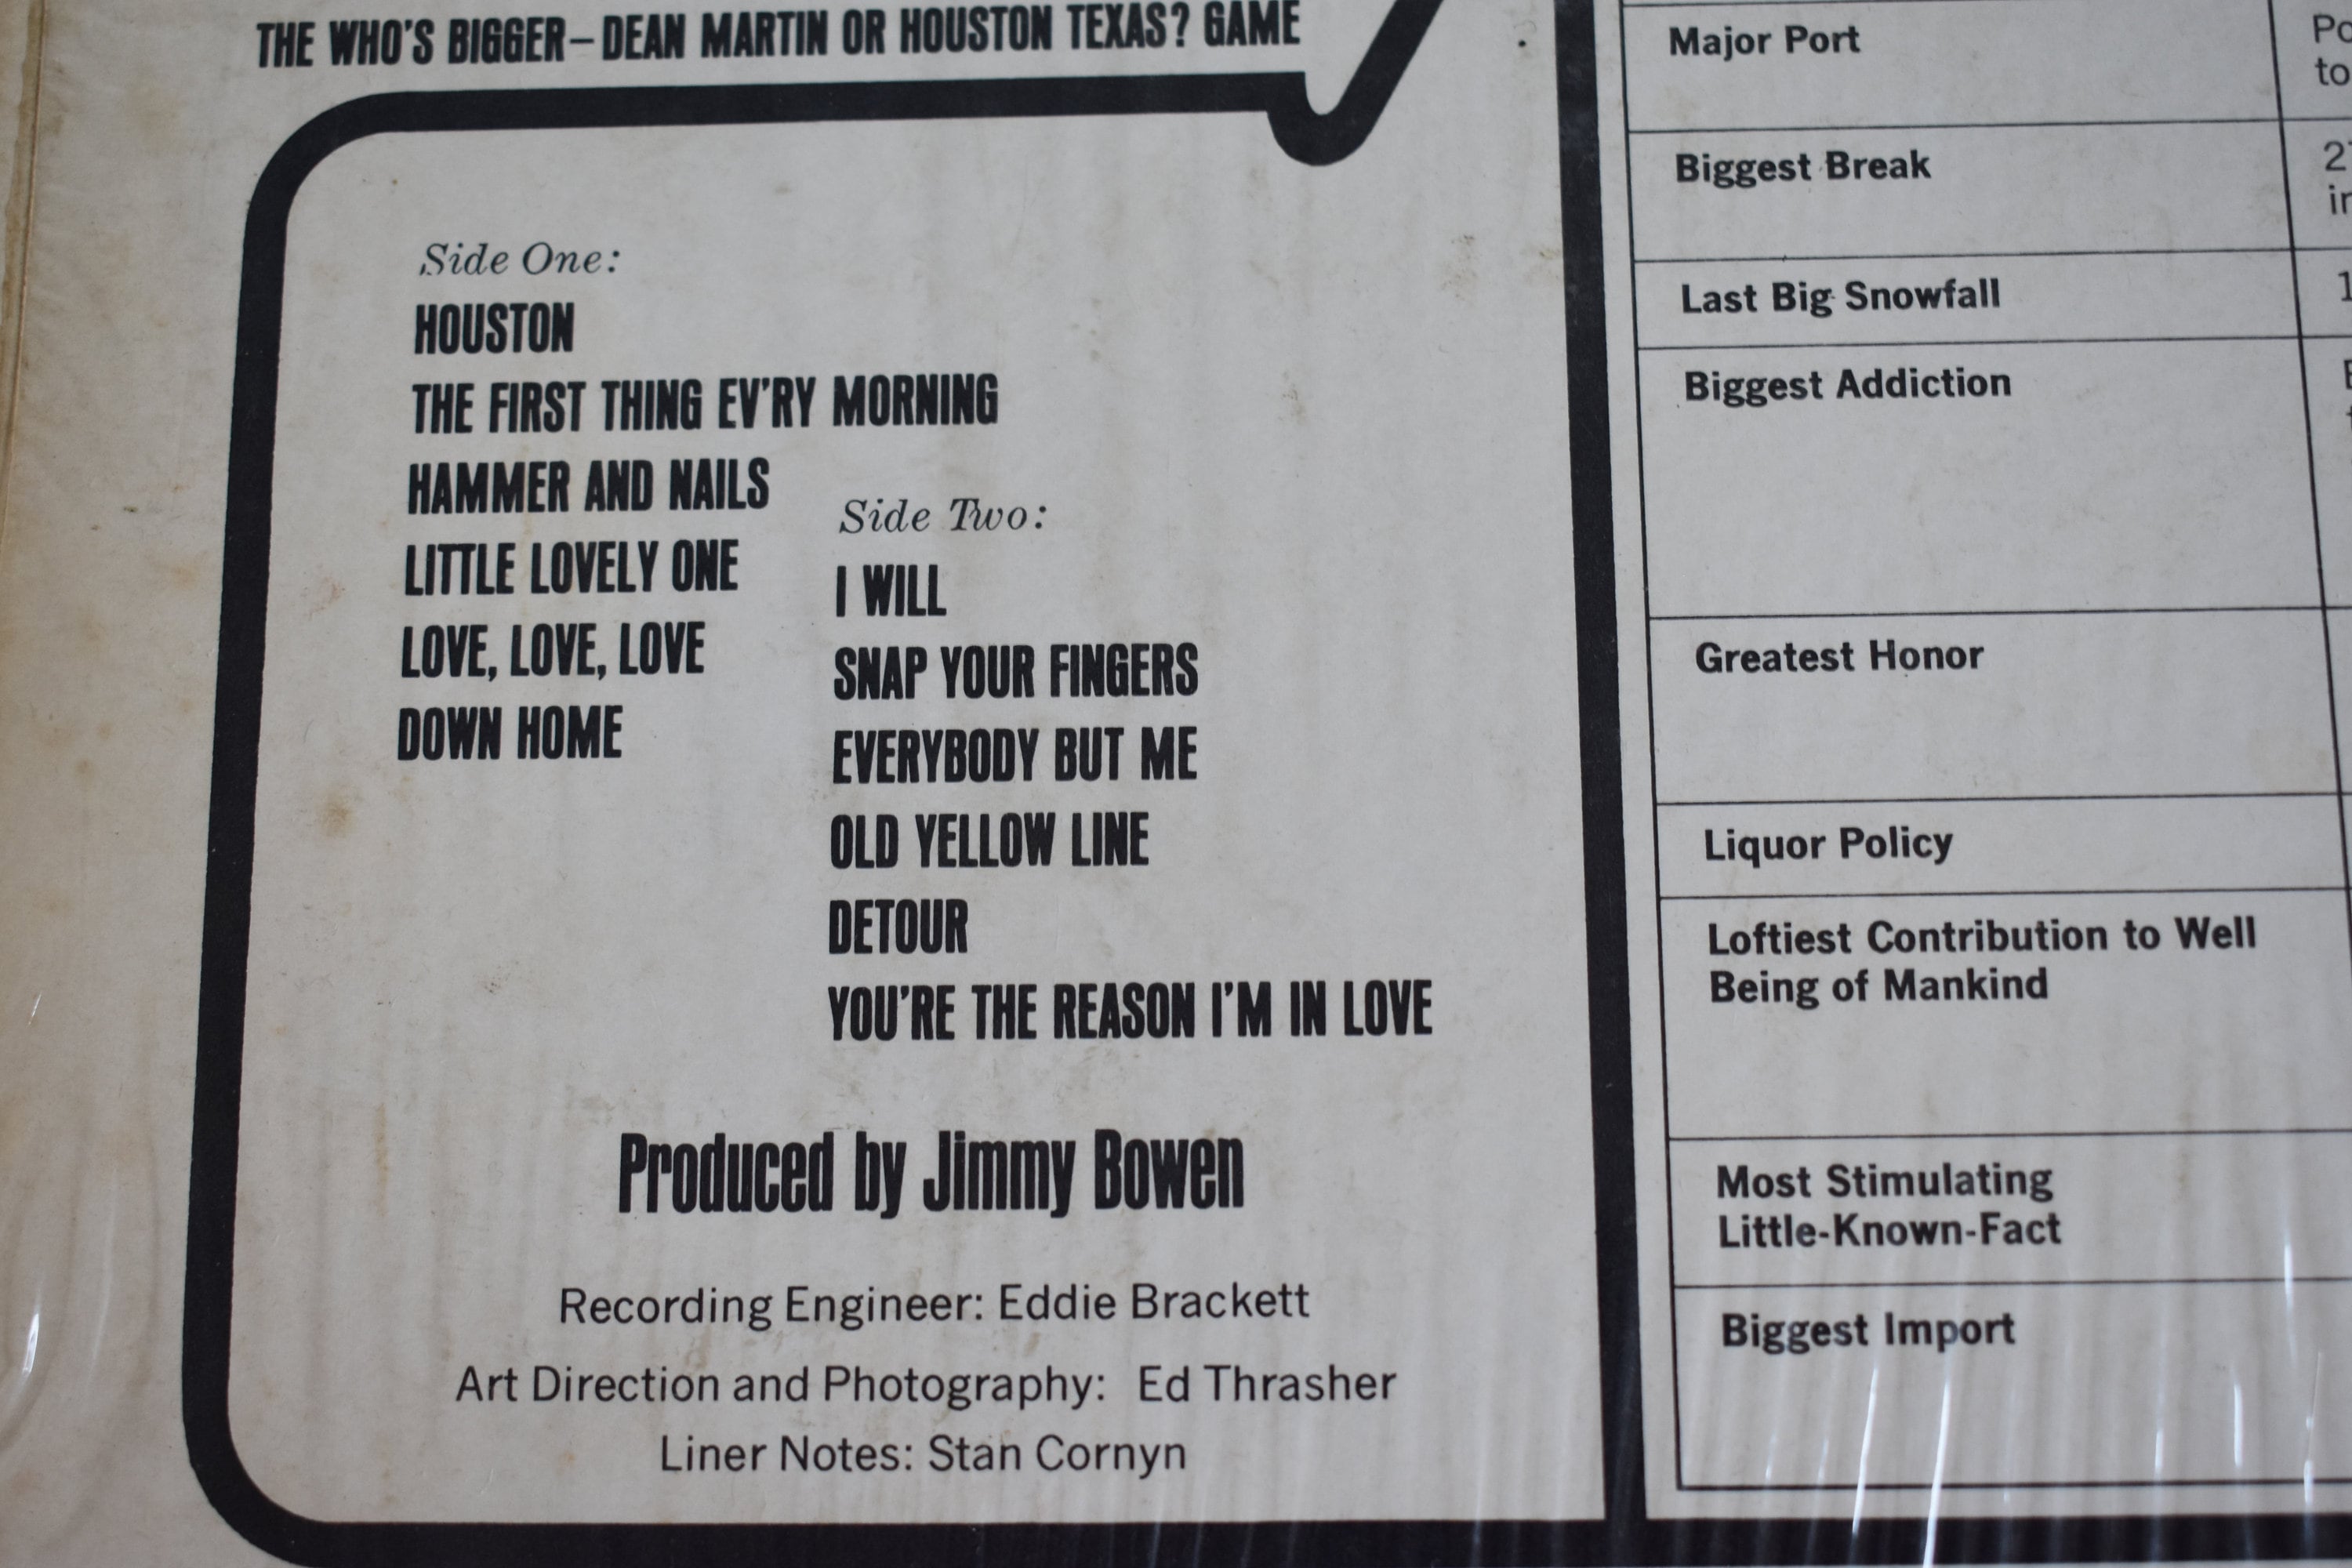 THE WHO'S BIGGER—DEAN MARTIN OR HOUSTON TEXAS? GAME
Side One:
HOUSTON
THE FIRST THING EV'RY MORNING
HAMMER AND NAILS
LITTLE LOVELY ONE
LOVE, LOVE, LOVE
DOWN HOME
Side Two:
I WILL
SNAP YOUR FINGERS
EVERYBODY BUT ME
OLD YELLOW LINE
DETOUR
YOU'RE THE REASON I'M IN LOVE
Produced by Jimmy Bowen
Recording Engineer: Eddie Brackett
Art Direction and Photography: Ed Thrasher
Liner Notes: Stan Cornyn
Major Port
to
Biggest Break
Last Big Snowfall
Biggest Addiction
Greatest Honor
Liquor Policy
Loftiest Contribution to Well
Being of Mankind
Most Stimulating
Little-Known-Fact
Biggest Import